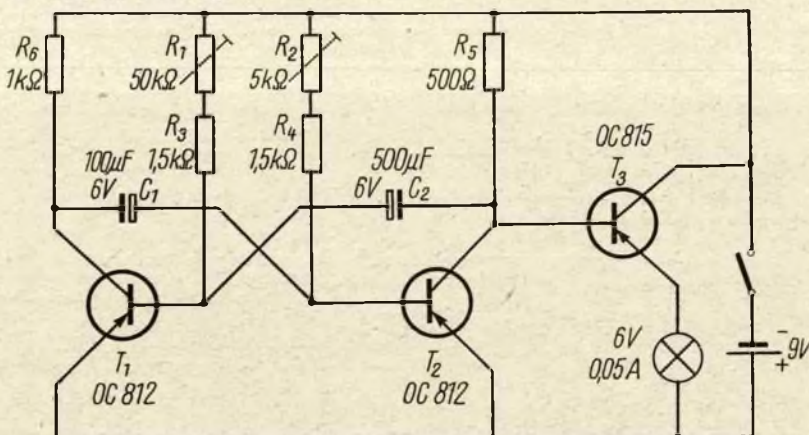 R6
1kΩ
R1
50kΩ
R2
5kΩ
R5
500Ω
R3
1,5kΩ
R4
1,5kΩ
100µF
6V C1
500µF
6V C2
OC 815
T3
T1
OC 812
T2
OC 812
6V
0,05A
-
+
9V